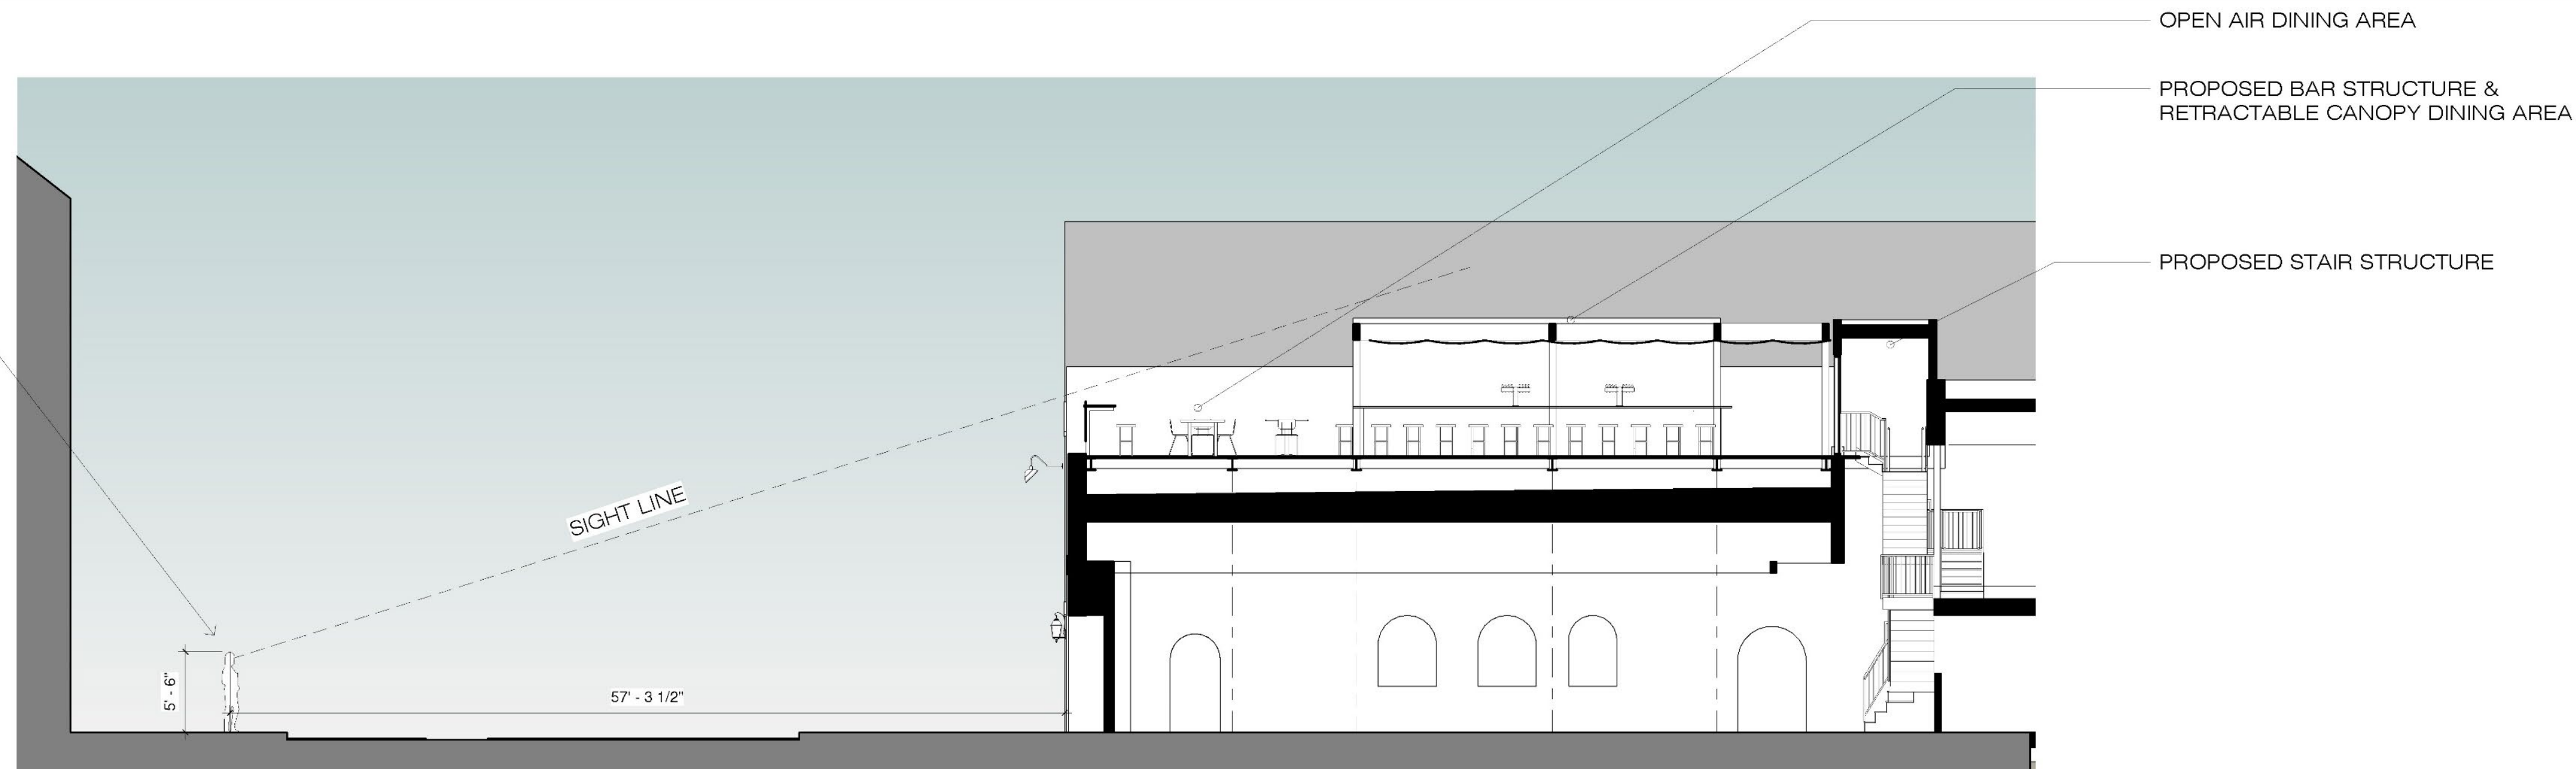 OPEN AIR DINING AREA
PROPOSED BAR STRUCTURE &
RETRACTABLE CANOPY DINING AREA
PROPOSED STAIR STRUCTURE
SIGHT LINE
5' - 6"
57' - 3 1/2"